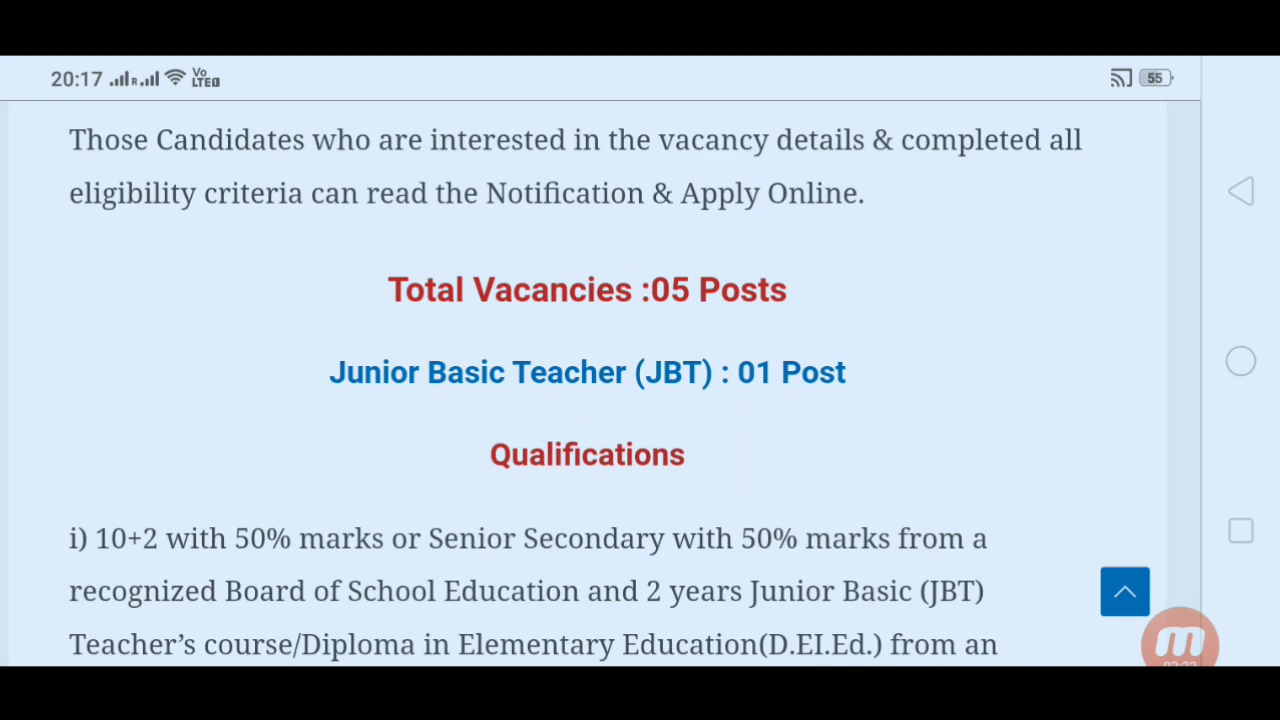 20:17 R Vo LTE 55
Those Candidates who are interested in the vacancy details & completed all
eligibility criteria can read the Notification & Apply Online.
Total Vacancies :05 Posts
Junior Basic Teacher (JBT) : 01 Post
Qualifications
i) 10+2 with 50% marks or Senior Secondary with 50% marks from a
recognized Board of School Education and 2 years Junior Basic (JBT)
Teacher’s course/Diploma in Elementary Education(D.EI.Ed.) from an